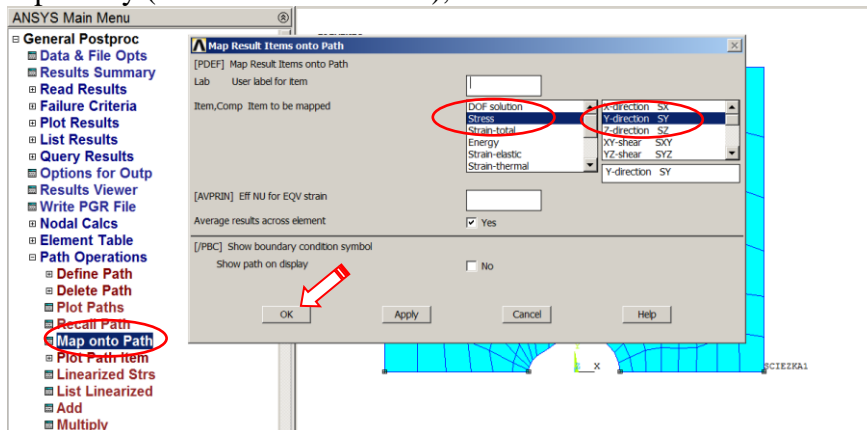 ANSYS Main Menu
General Postproc
Data & File Opts
Results Summary
Read Results
Failure Criteria
Plot Results
List Results
Query Results
Options for Outp
Results Viewer
Write PGR File
Nodal Calcs
Element Table
Path Operations
Define Path
Delete Path
Plot Paths
Recall Path
Map onto Path
Plot Path Item
Linearized Strs
List Linearized
Add
Multiply
Map Result Items onto Path
[PDEF] Map Result Items onto Path
Lab User label for item
Item,Comp Item to be mapped
DOF solution
Stress
Strain-total
Energy
Strain-elastic
Strain-thermal
X-direction SX
Y-direction SY
Z-direction SZ
XY-shear SXY
YZ-shear SYZ
Y-direction SY
[AVPRIN] Eff NU for EQV strain
Average results across element
Yes
[/PBC] Show boundary condition symbol
Show path on display
No
OK Apply Cancel Help
X
SCIEZKA1